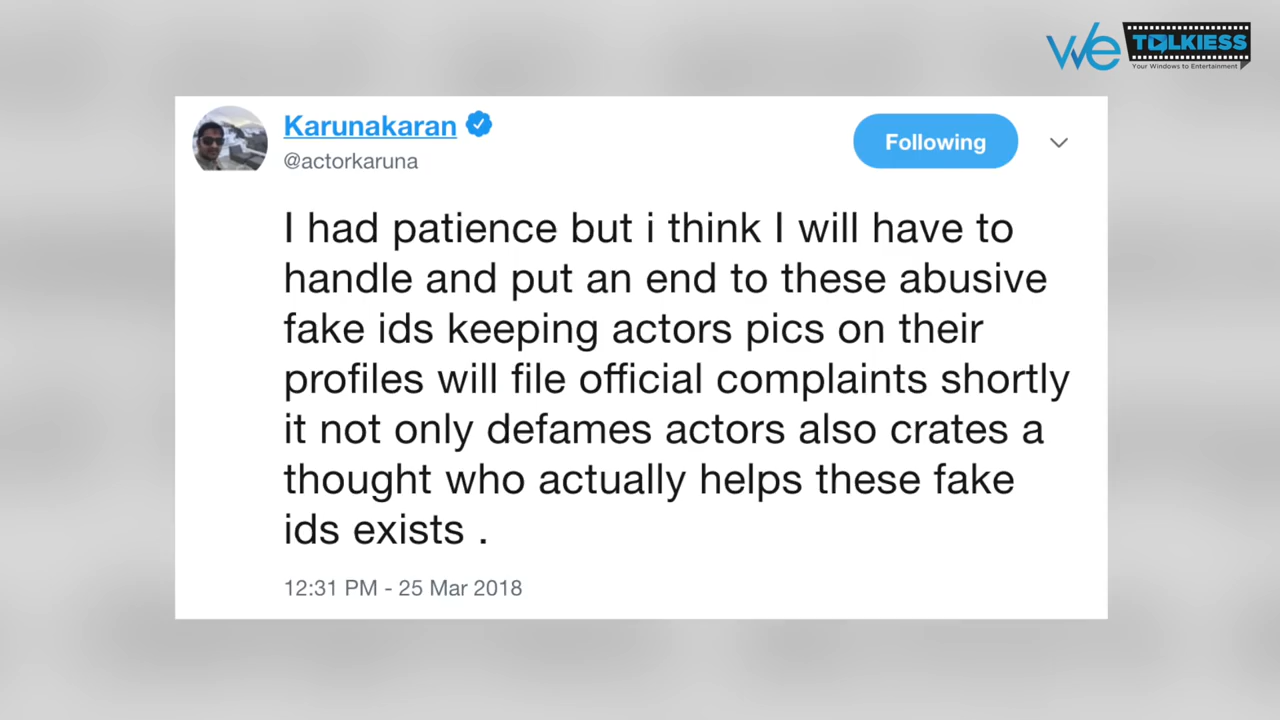 we TALKIESS
Your Windows to Entertainment
Karunakaran
@actorkaruna
Following
I had patience but i think I will have to
handle and put an end to these abusive
fake ids keeping actors pics on their
profiles will file official complaints shortly
it not only defames actors also crates a
thought who actually helps these fake
ids exists .
12:31 PM - 25 Mar 2018